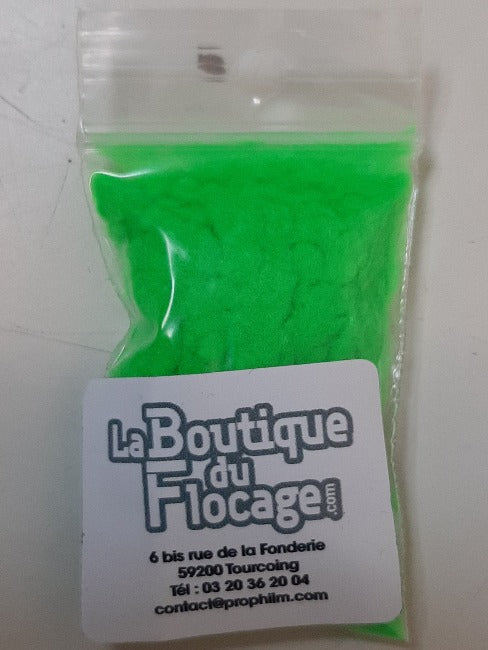 La Boutique
du
Flocage.com
6 bis rue de la Fonderie
59200 Tourcoing
Tél : 03 20 36 20 04
contact@prophilm.com